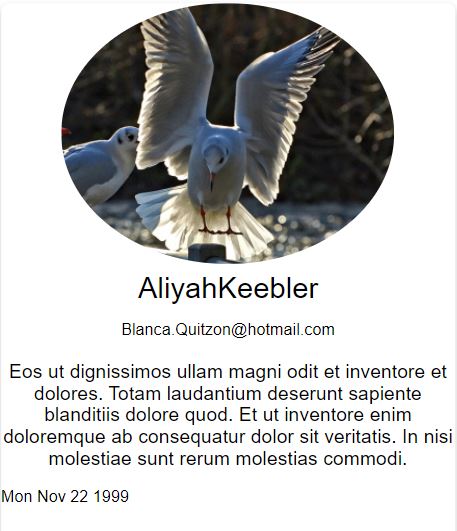 AliyahKeebler
Blanca.Quitzon@hotmail.com
Eos ut dignissimos ullam magni odit et inventore et
dolores. Totam laudantium deserunt sapiente
blanditiis dolore quod. Et ut inventore enim
doloremque ab consequatur dolor sit veritatis. In nisi
molestiae sunt rerum molestias commodi.
Mon Nov 22 1999